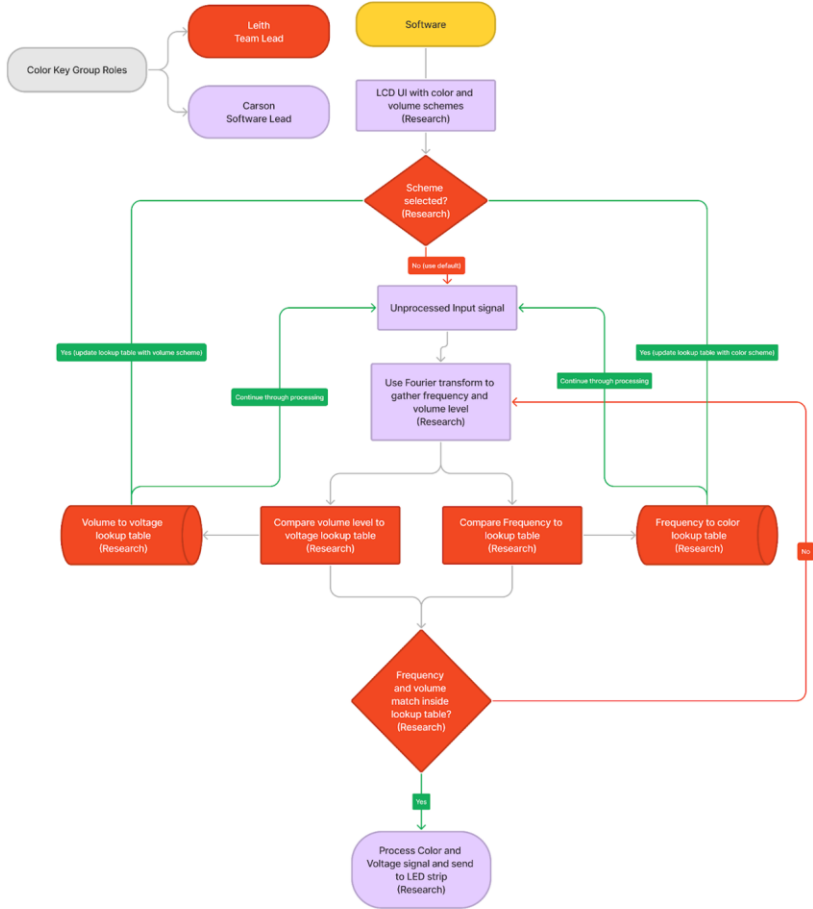 Leith
Team Lead
Software
Color Key Group Roles
Carson
Software Lead
LCD UI with color and
volume schemes
(Research)
Scheme
selected?
(Research)
No (use default)
Unprocessed Input signal
Yes (update lookup table with volume scheme)
Yes (update lookup table with color scheme)
Continue through processing
Continue through processing
Use Fourier transform to
gather frequency and
volume level
(Research)
Volume to voltage
lookup table
(Research)
Compare volume level to
voltage lookup table
(Research)
Compare Frequency to
lookup table
(Research)
Frequency to color
lookup table
(Research)
No
Frequency
and volume
match inside
lookup table?
(Research)
Yes
Process Color and
Voltage signal and send
to LED strip
(Research)